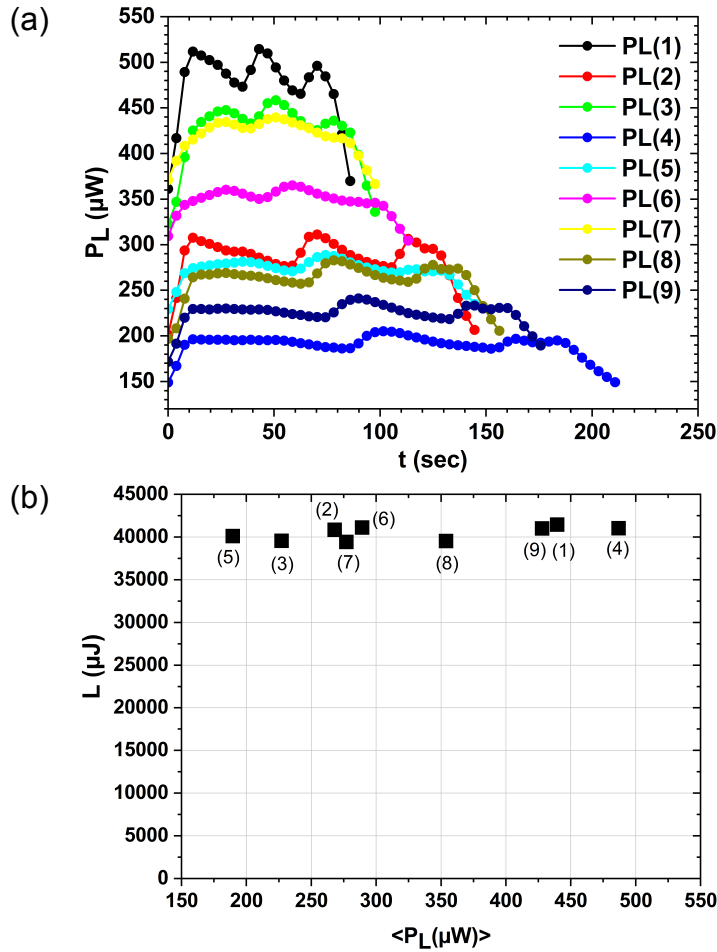 (a)
P_L (µW)
550
500
450
400
350
300
250
200
150
0 50 100 150 200 250
t (sec)
PL(1)
PL(2)
PL(3)
PL(4)
PL(5)
PL(6)
PL(7)
PL(8)
PL(9)
(b)
L (µJ)
45000
40000
35000
30000
25000
20000
15000
10000
5000
0
(5) (3) (2) (7) (6) (8) (9) (1) (4)
150 200 250 300 350 400 450 500 550
<P_L(µW)>